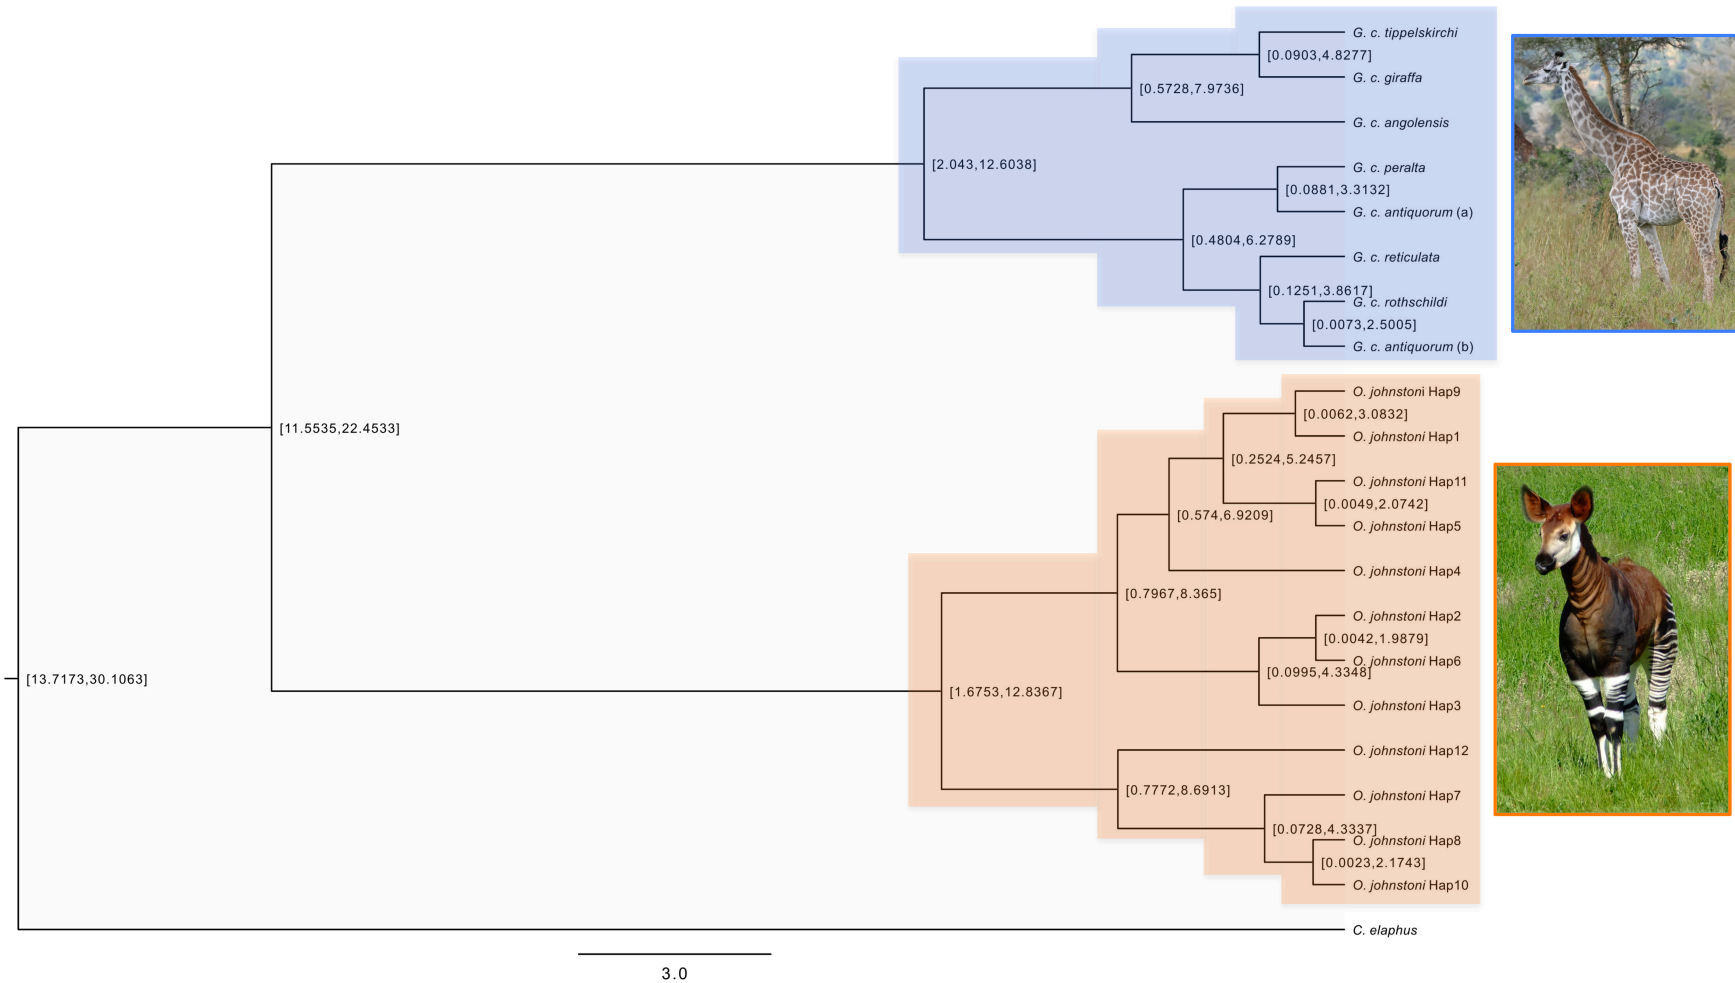 G. c. tippelskirchi
[0.0903,4.8277]
G. c. giraffa
[0.5728,7.9736]
G. c. angolensis
[2.043,12.6038]
G. c. peralta
[0.0881,3.3132]
G. c. antiquorum (a)
[0.4804,6.2789]
G. c. reticulata
[0.1251,3.8617]
G. c. rothschildi
[0.0073,2.5005]
G. c. antiquorum (b)
O. johnstoni Hap9
[0.0062,3.0832]
[11.5535,22.4533]
O. johnstoni Hap1
[0.2524,5.2457]
O. johnstoni Hap11
[0.0049,2.0742]
[0.574,6.9209]
O. johnstoni Hap5
O. johnstoni Hap4
[0.7967,8.365]
O. johnstoni Hap2
[0.0042,1.9879]
O. johnstoni Hap6
[0.0995,4.3348]
[13.7173,30.1063]
[1.6753,12.8367]
O. johnstoni Hap3
O. johnstoni Hap12
[0.7772,8.6913]
O. johnstoni Hap7
[0.0728,4.3337]
O. johnstoni Hap8
[0.0023,2.1743]
O. johnstoni Hap10
C. elaphus
3.0